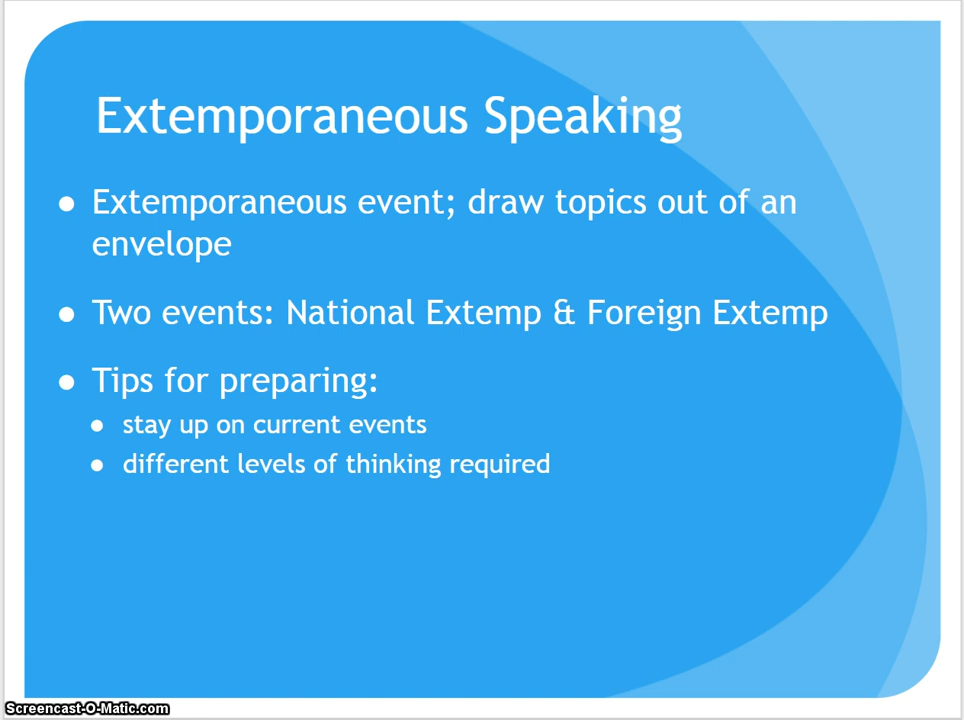 Extemporaneous Speaking
● Extemporaneous event; draw topics out of an
envelope
● Two events: National Extemp & Foreign Extemp
● Tips for preparing:
● stay up on current events
● different levels of thinking required
Screencast-O-Matic.com